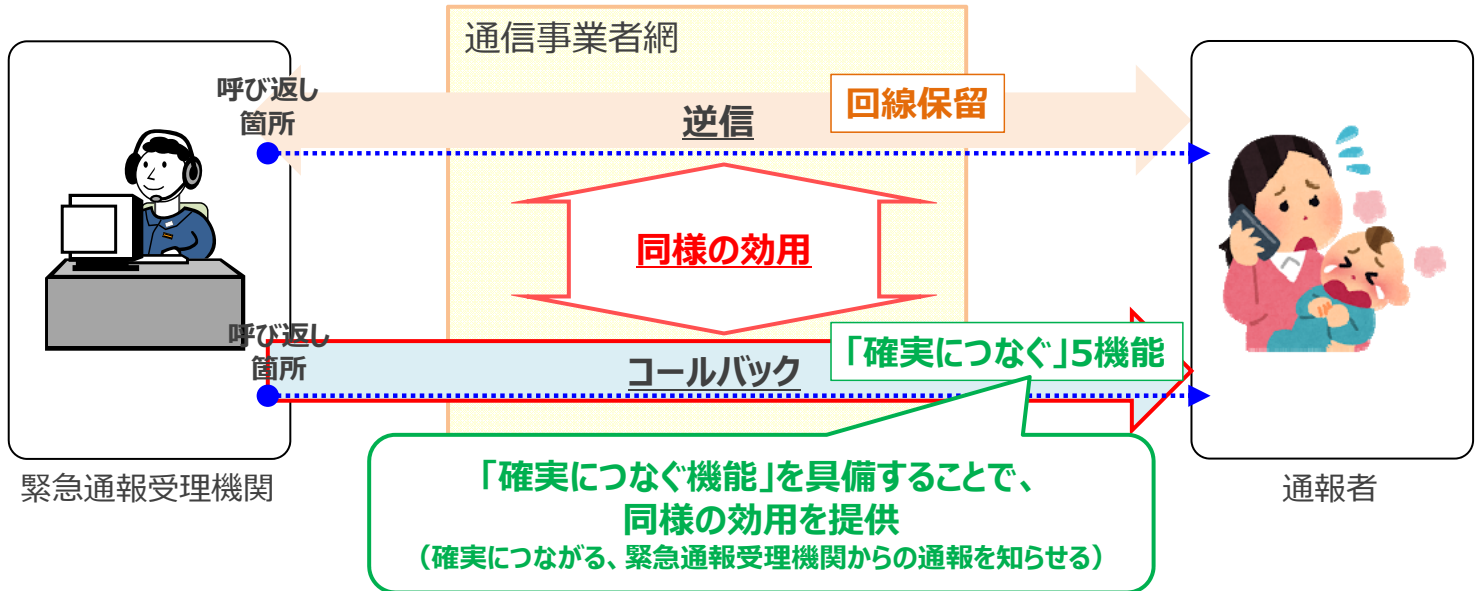 通信事業者網
呼び返し
箇所
回線保留
逆信
同様の効用
呼び返し
箇所
「確実につなぐ」5機能
コールバック
「確実につなぐ機能」を具備することで、
同様の効用を提供
（確実につながる、緊急通報受理機関からの通報を知らせる）
緊急通報受理機関
通報者